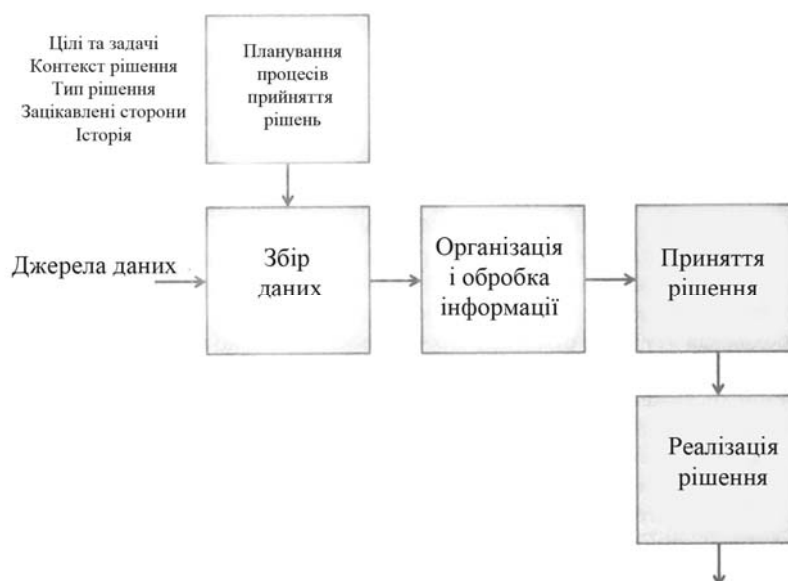 Цілі та задачі
Контекст рішення
Тип рішення
Зацікавлені сторони
Історія
Планування
процесів
прийняття
рішень
Джерела даних
Збір
даних
Організація
і обробка
інформації
Приняття
рішення
Реалізація
рішення